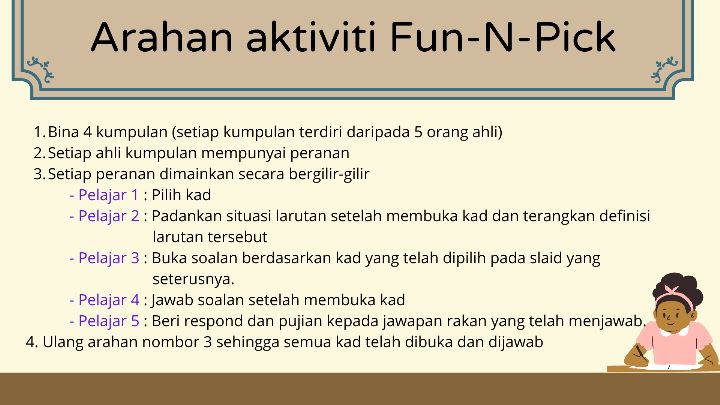 Arahan aktiviti Fun-N-Pick
1. Bina 4 kumpulan (setiap kumpulan terdiri daripada 5 orang ahli)
2. Setiap ahli kumpulan mempunyai peranan
3. Setiap peranan dimainkan secara bergilir-gilir
- Pelajar 1 : Pilih kad
- Pelajar 2 : Padankan situasi larutan setelah membuka kad dan terangkan definisi
larutan tersebut
- Pelajar 3 : Buka soalan berdasarkan kad yang telah dipilih pada slaid yang
seterusnya.
- Pelajar 4 : Jawab soalan setelah membuka kad
- Pelajar 5 : Beri respond dan pujian kepada jawapan rakan yang telah menjawab.
4. Ulang arahan nombor 3 sehingga semua kad telah dibuka dan dijawab